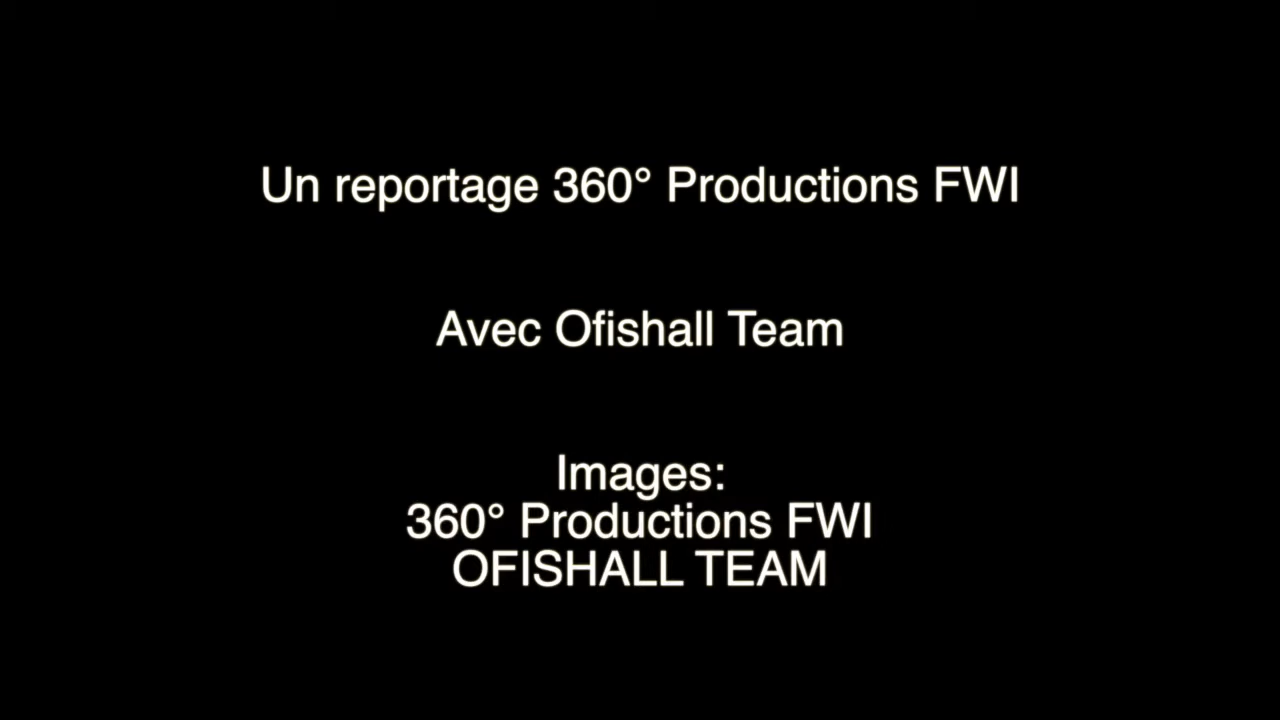 Un reportage 360° Productions FWI
Avec Ofishall Team
Images:
360° Productions FWI
OFISHALL TEAM